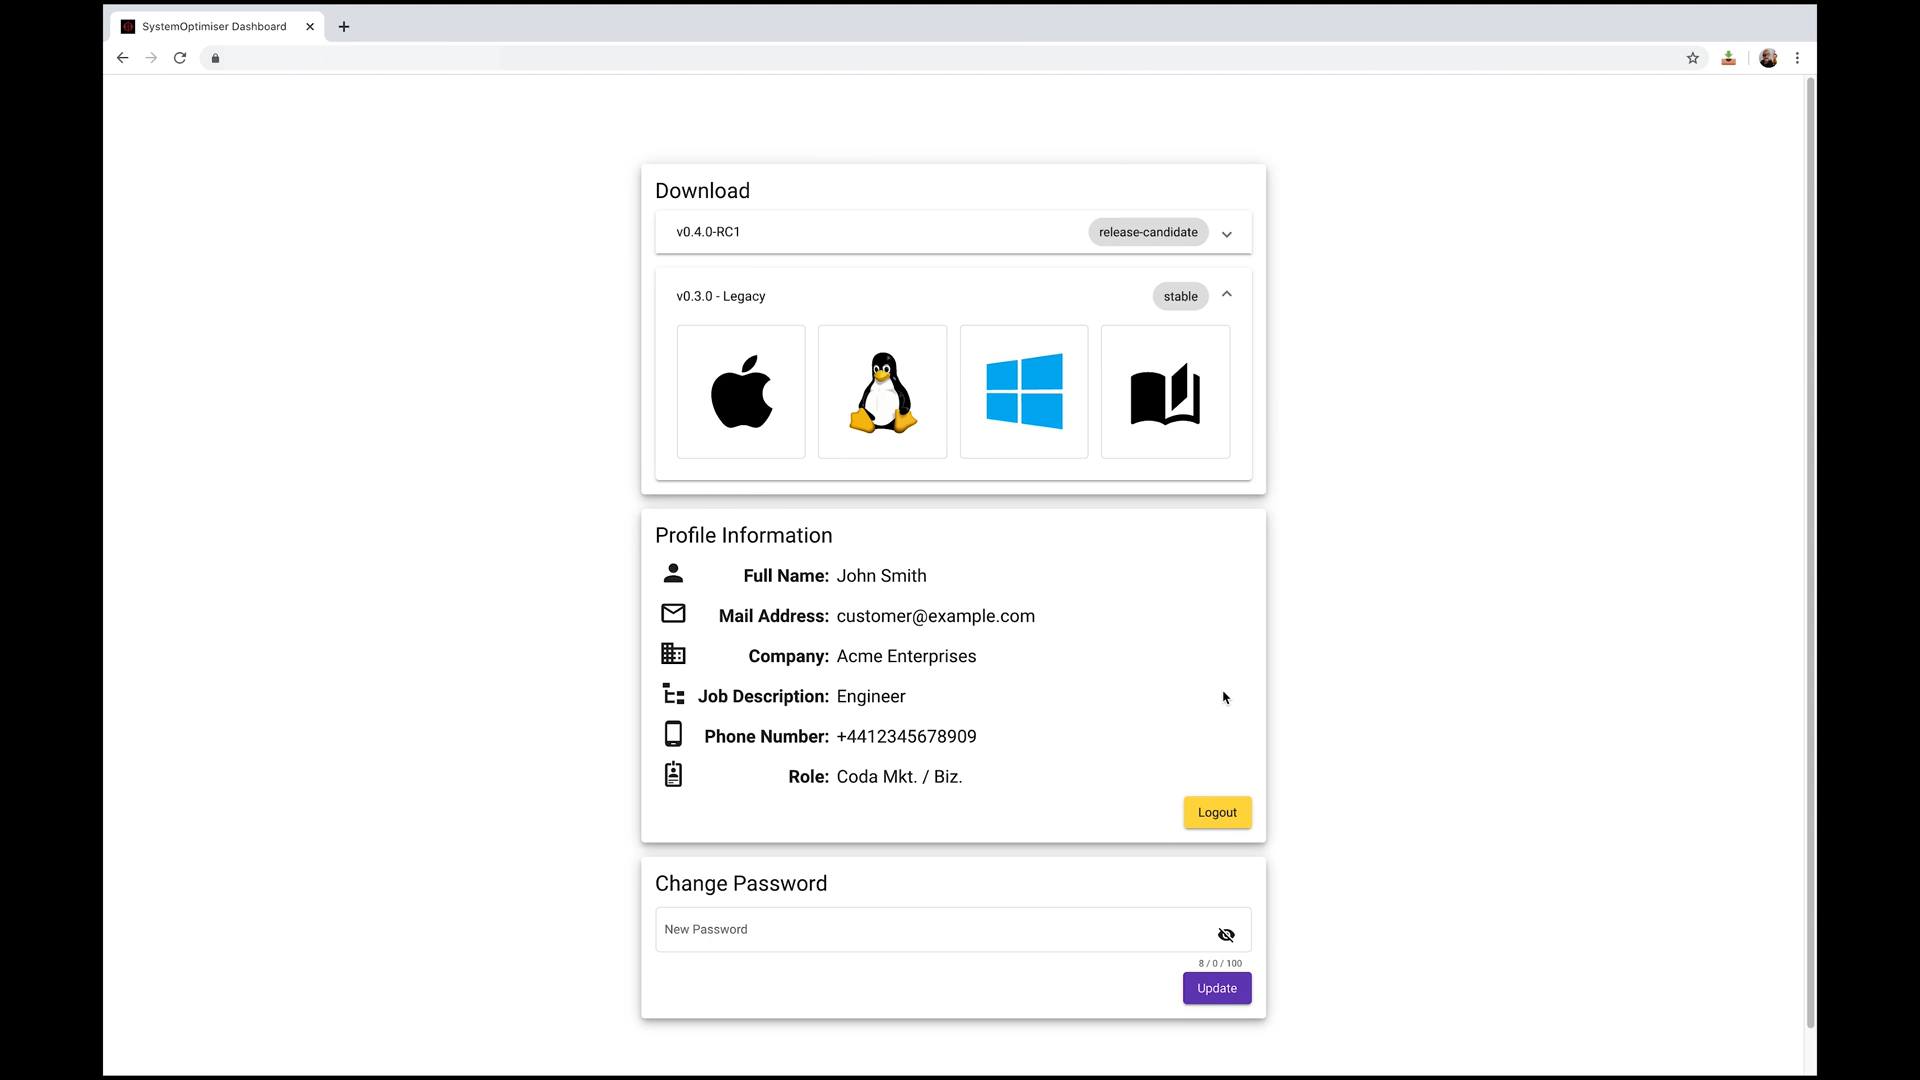 SystemOptimiser Dashboard
Download
v0.4.0-RC1 release-candidate
v0.3.0 - Legacy stable
Profile Information
Full Name: John Smith
Mail Address: customer@example.com
Company: Acme Enterprises
Job Description: Engineer
Phone Number: +4412345678909
Role: Coda Mkt. / Biz.
Logout
Change Password
New Password
8 / 0 / 100
Update